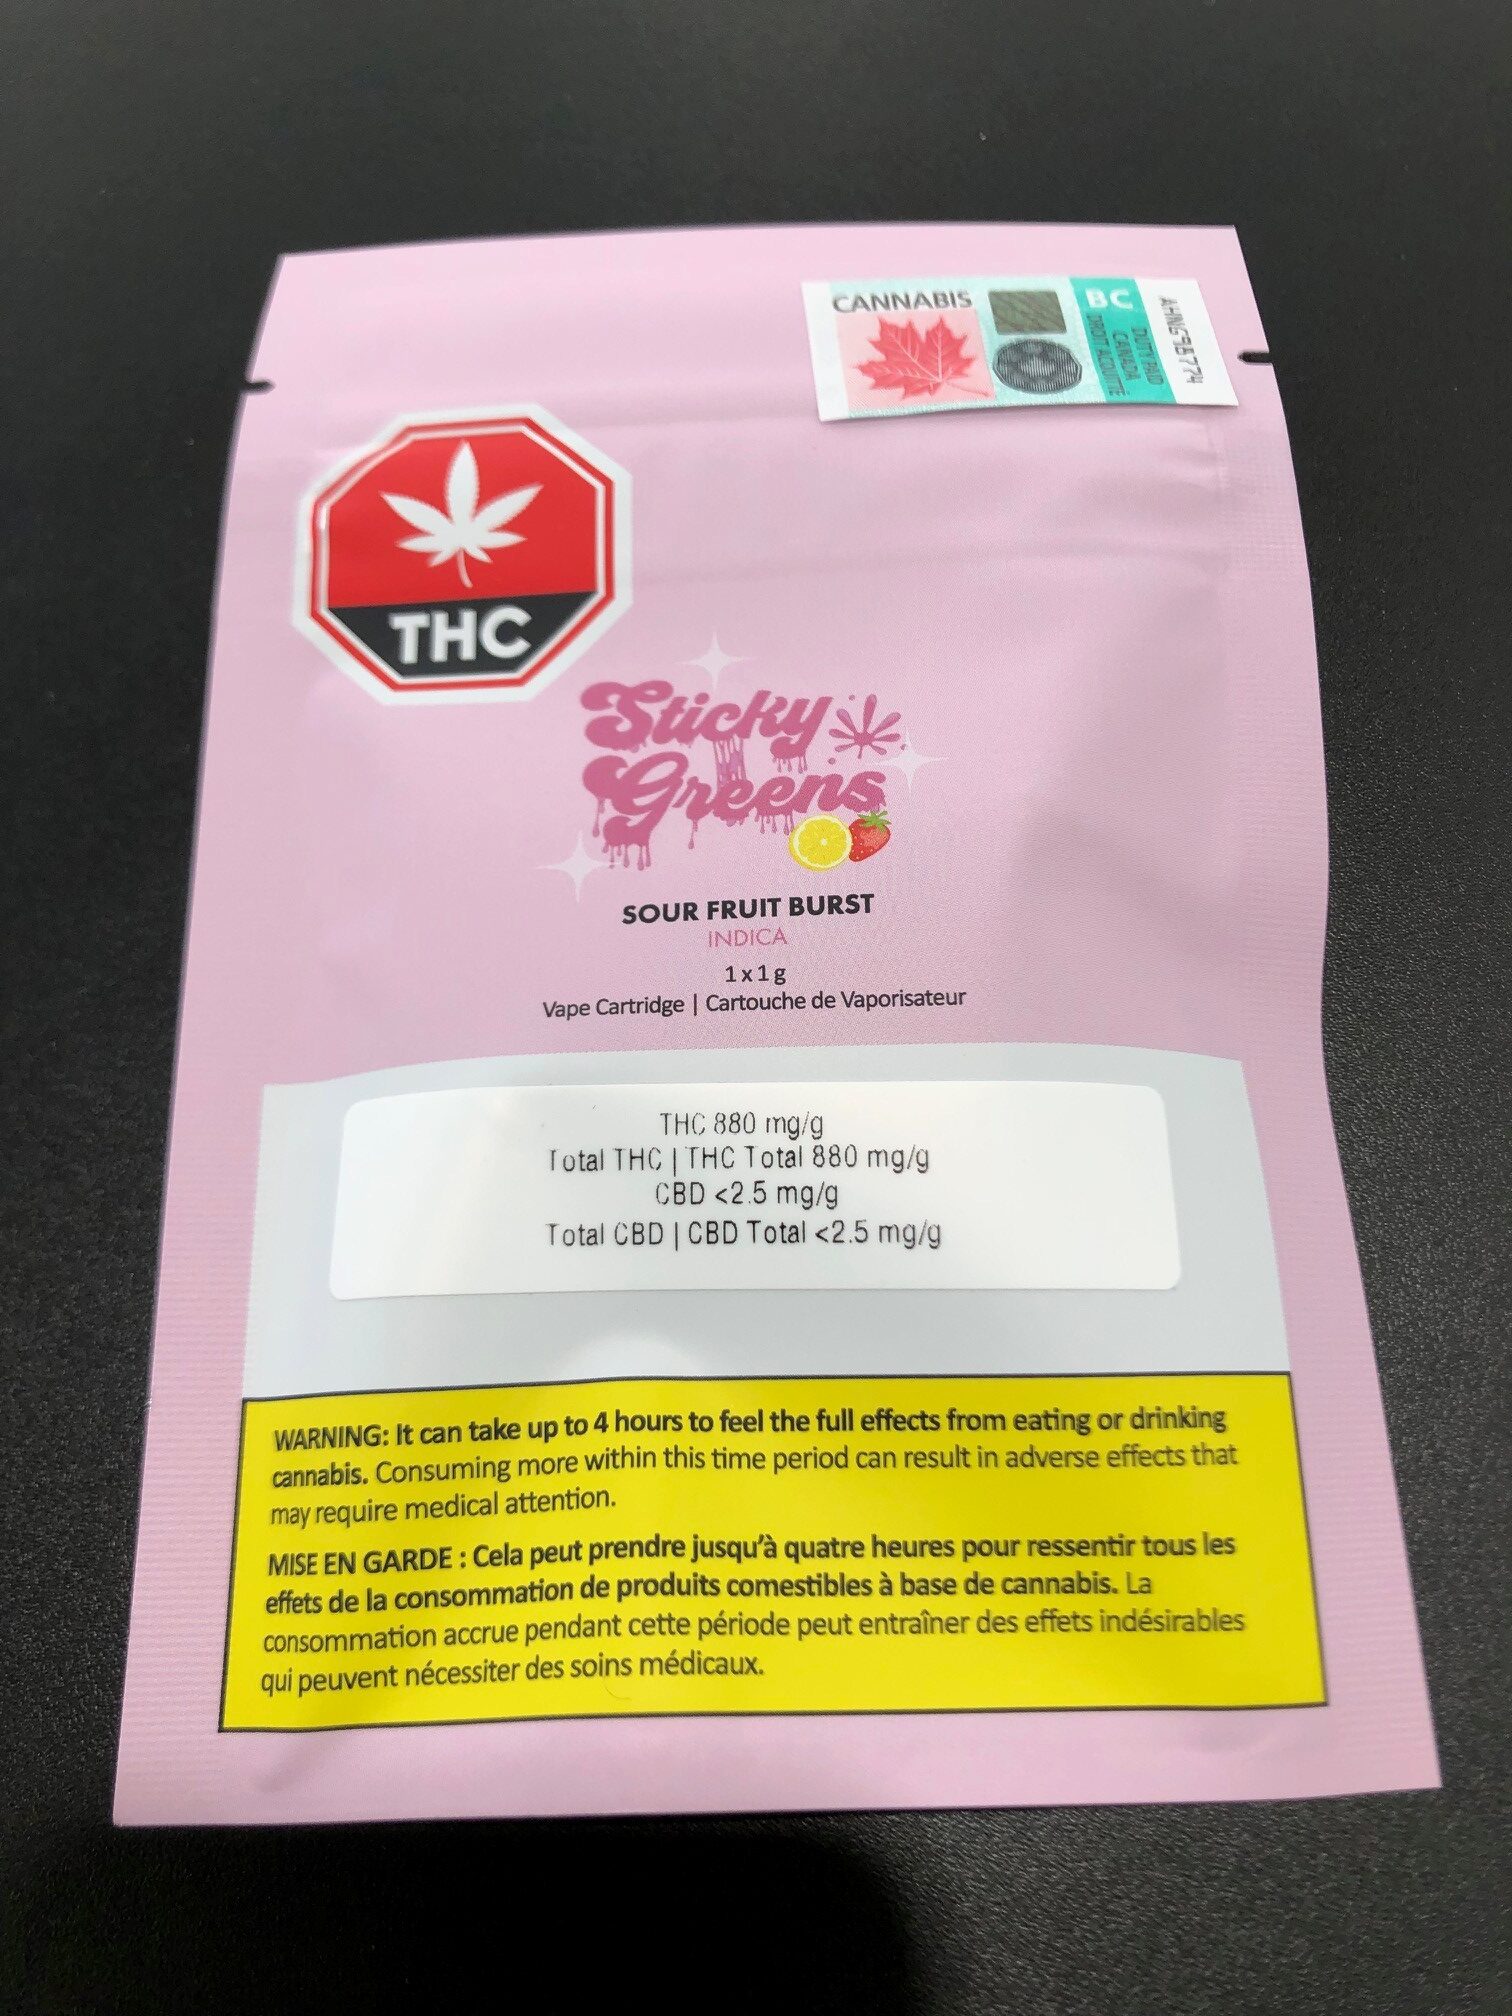 CANNABIS
BC
DUTY PAID
CANADA
DROIT ACQUITTÉ
THC
Sticky
Greens
SOUR FRUIT BURST
INDICA
1 x 1 g
Vape Cartridge | Cartouche de Vaporisateur
THC 880 mg/g
Total THC | THC Total 880 mg/g
CBD <2.5 mg/g
Total CBD | CBD Total <2.5 mg/g
WARNING: It can take up to 4 hours to feel the full effects from eating or drinking
cannabis. Consuming more within this time period can result in adverse effects that
may require medical attention.
MISE EN GARDE : Cela peut prendre jusqu'à quatre heures pour ressentir tous les
effets de la consommation de produits comestibles à base de cannabis. La
consommation accrue pendant cette période peut entraîner des effets indésirables
qui peuvent nécessiter des soins médicaux.